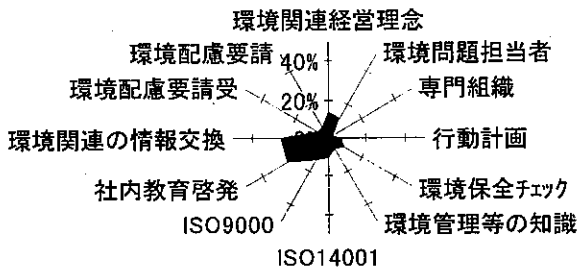 環境関連経営理念
環境配慮要請
40%
環境問題担当者
環境配慮要請受
20%
専門組織
環境関連の情報交換
行動計画
社内教育啓発
環境保全チェック
ISO9000
環境管理等の知識
ISO14001